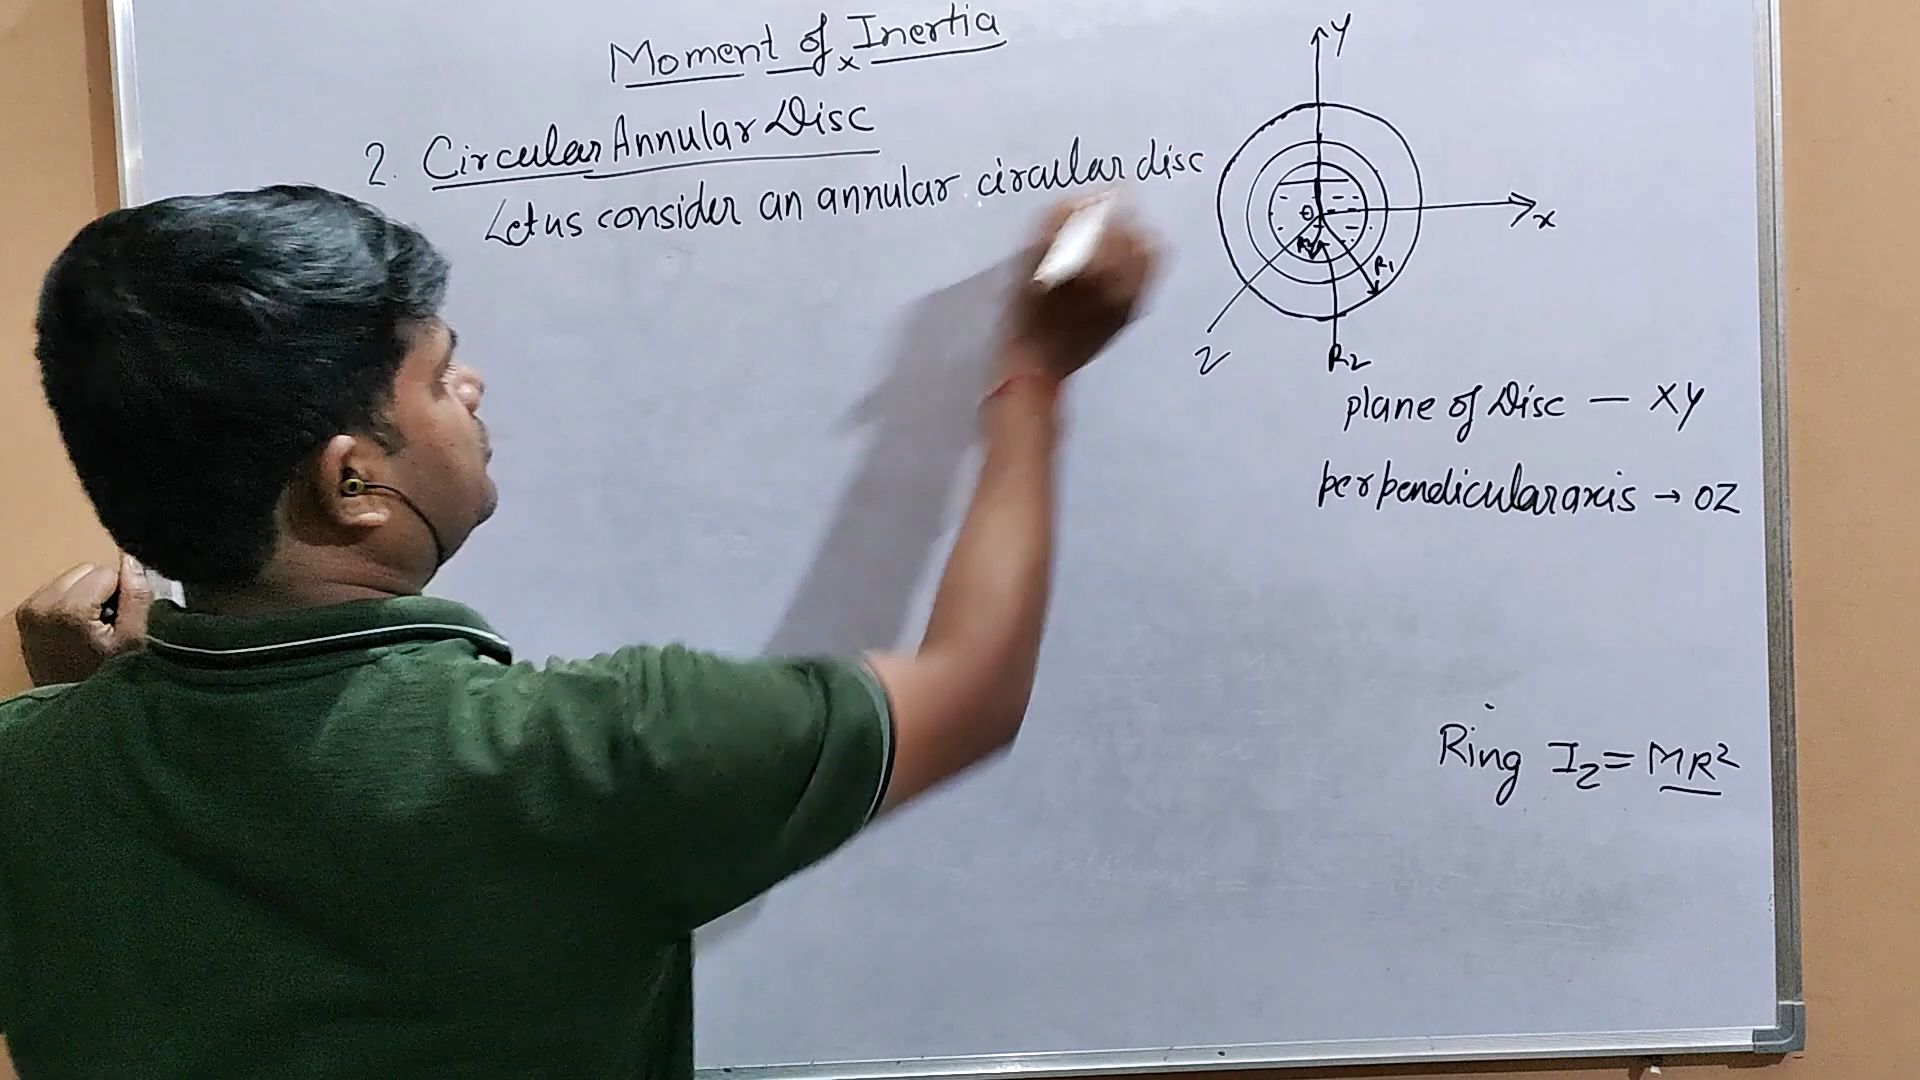 Moment of Inertia
x
2. Circular Annular Disc
Let us consider an annular circular disc
Y
X
O
R1
Z
R2
plane of Disc — XY
perpendicular axis → OZ
Ring Iz = MR²